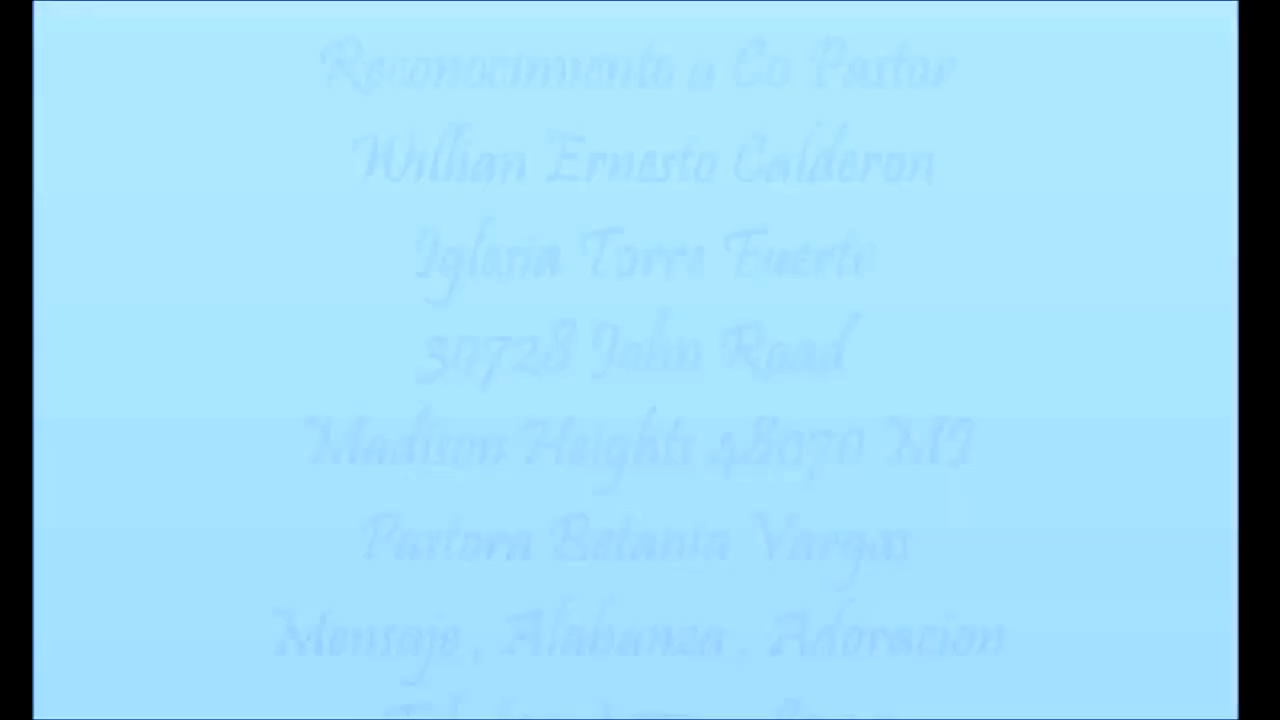 Reconocimiento a Co Pastor
Willian Ernesto Calderon
Iglesia Torre Fuerte
30728 John Road
Madison Heights 48070 MI
Pastora Betania Vargas
Mensaje, Alabanza, Adoracion